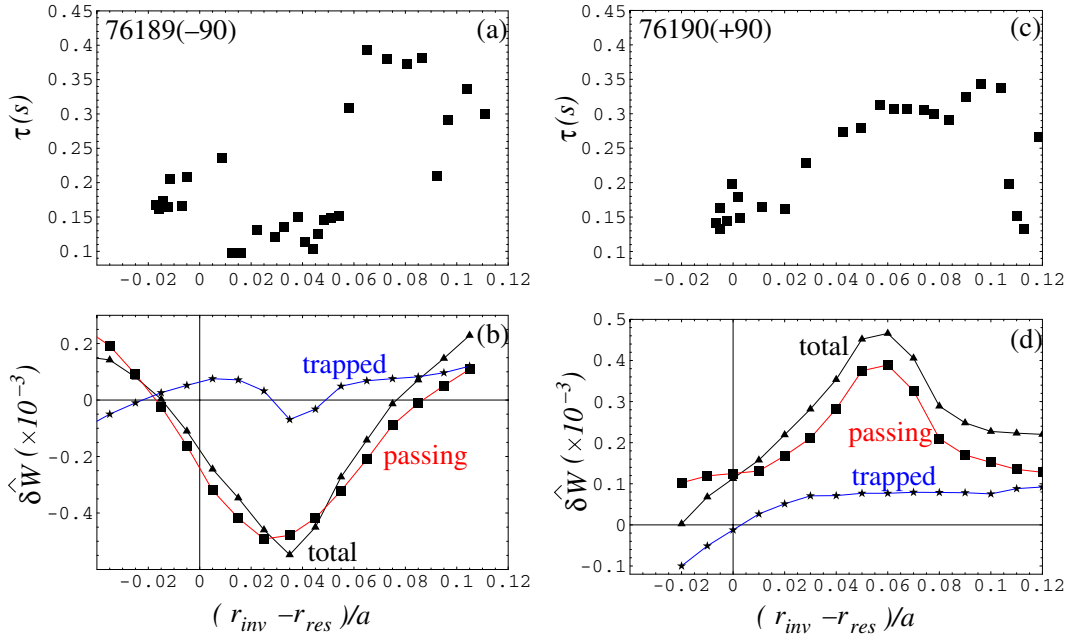 76189(–90)
(a)
τ(s)
0.45
0.4
0.35
0.3
0.25
0.2
0.15
0.1
-0.02 0 0.02 0.04 0.06 0.08 0.1 0.12
76190(+90)
(c)
τ(s)
0.45
0.4
0.35
0.3
0.25
0.2
0.15
0.1
-0.02 0 0.02 0.04 0.06 0.08 0.1 0.12
(b)
trapped
passing
total
δŴ (×10⁻³)
0.2
0
-0.2
-0.4
-0.02 0 0.02 0.04 0.06 0.08 0.1 0.12
( r_inv – r_res )/a
(d)
total
passing
trapped
δŴ (×10⁻³)
0.5
0.4
0.3
0.2
0.1
0
-0.1
-0.02 0 0.02 0.04 0.06 0.08 0.1 0.12
( r_inv – r_res )/a